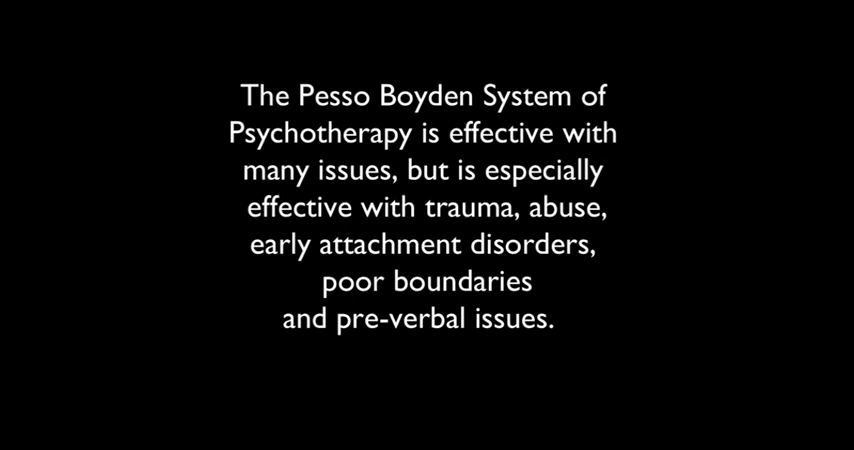 The Pesso Boyden System of
Psychotherapy is effective with
many issues, but is especially
effective with trauma, abuse,
early attachment disorders,
poor boundaries
and pre-verbal issues.